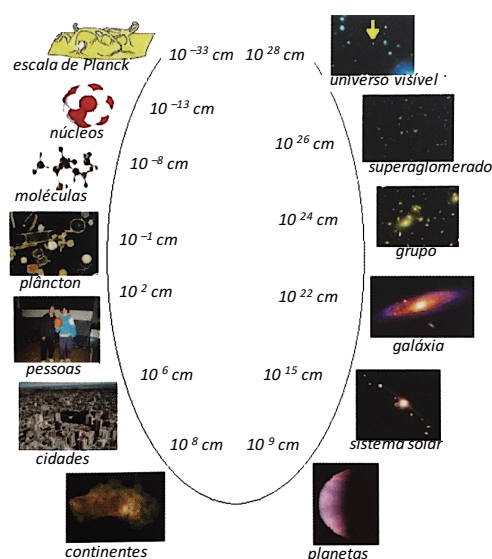 10 ⁻³³ cm 10 ²⁸ cm
escala de Planck
universo visível
10 ⁻¹³ cm
núcleos
10 ²⁶ cm
superaglomerado
10 ⁻⁸ cm
moléculas
10 ²⁴ cm
grupo
10 ⁻¹ cm
plâncton
10 ² cm
10 ²² cm
galáxia
pessoas
10 ⁶ cm
10 ¹⁵ cm
sistema solar
cidades
10 ⁸ cm
10 ⁹ cm
continentes
planetas